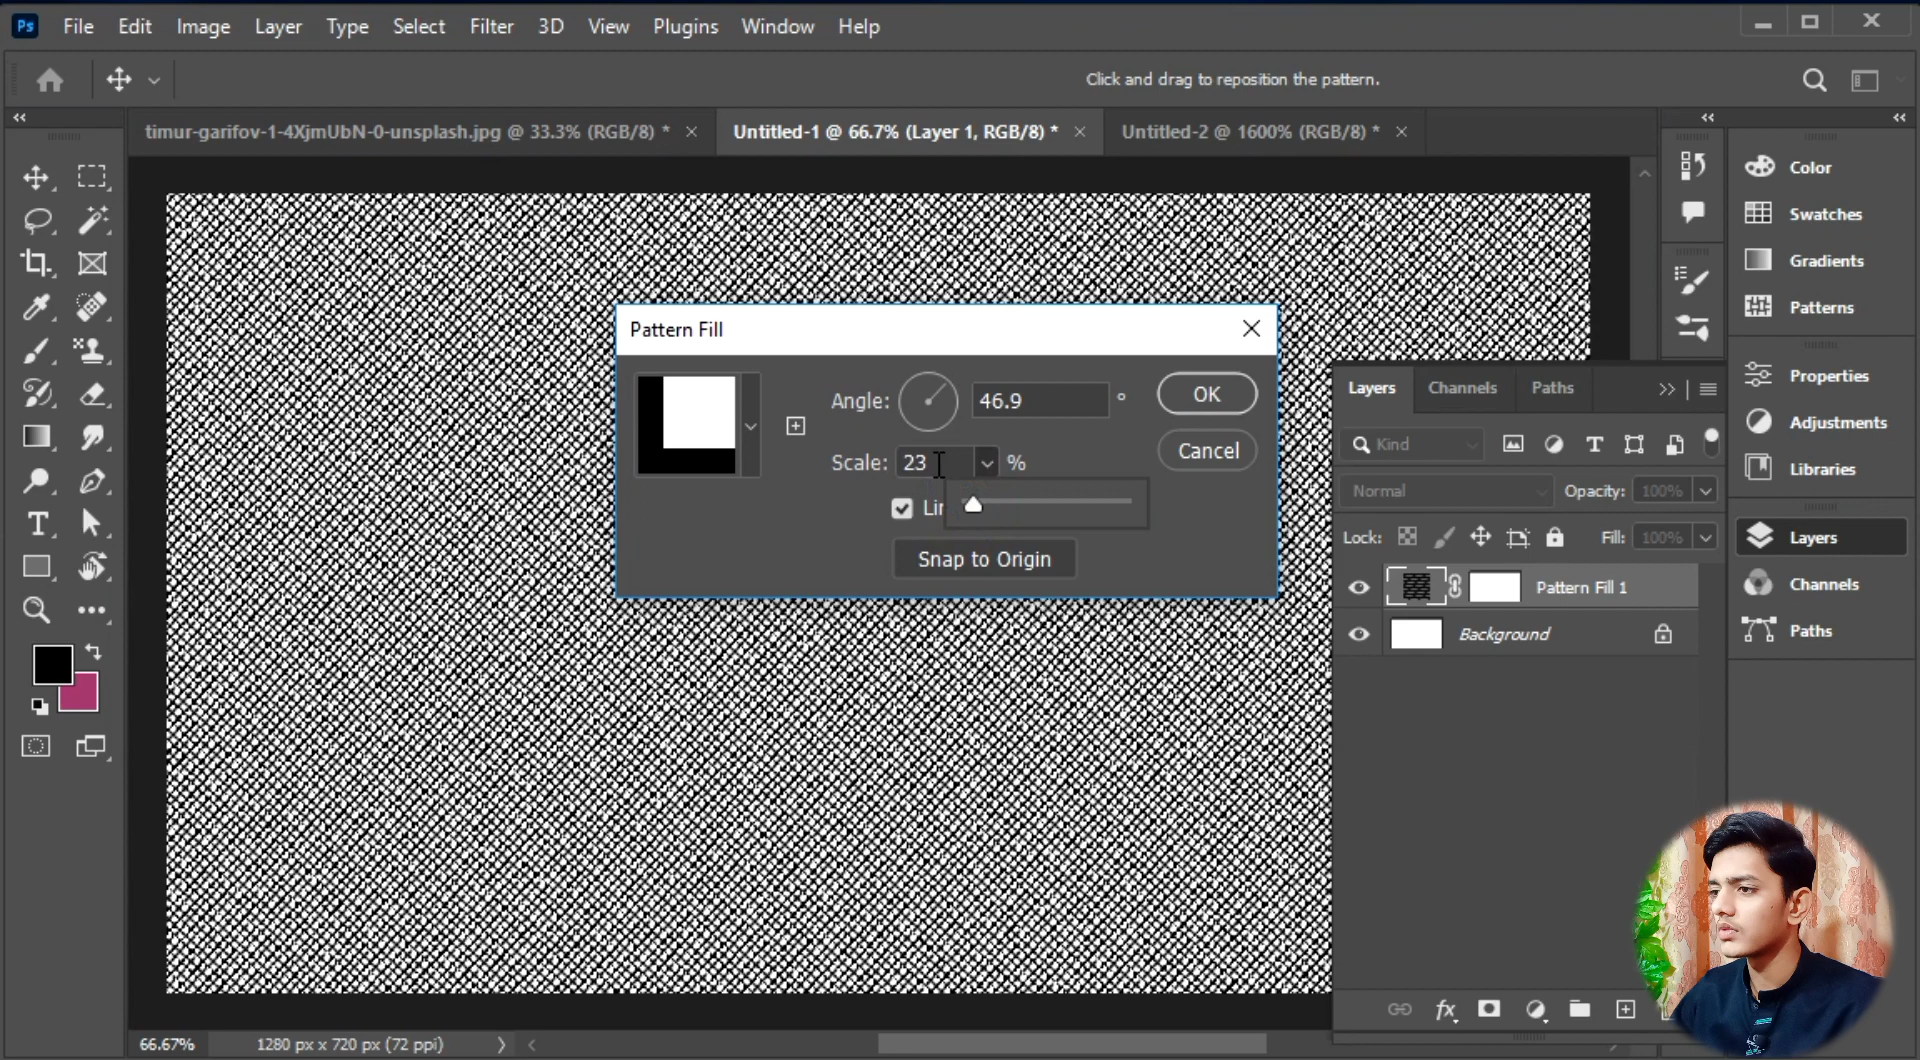 Ps File Edit Image Layer Type Select Filter 3D View Plugins Window Help
Click and drag to reposition the pattern.
timur-garifov-1-4XjmUbN-0-unsplash.jpg @ 33.3% (RGB/8) *
Untitled-1 @ 66.7% (Layer 1, RGB/8) *
Untitled-2 @ 1600% (RGB/8) *
Pattern Fill
Angle: 46.9 °
OK
Scale: 23 %
Cancel
Snap to Origin
Layers Channels Paths
Kind
Normal Opacity: 100%
Lock: Fill: 100%
Pattern Fill 1
Background
Color
Swatches
Gradients
Patterns
Properties
Adjustments
Libraries
Layers
Channels
Paths
66.67% 1280 px x 720 px (72 ppi)